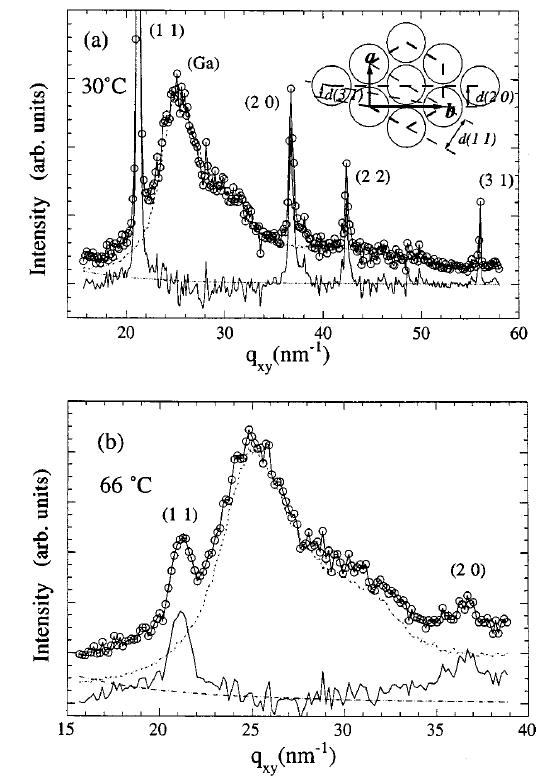 (a)
30°C
(1 1)
(Ga)
(2 0)
(2 2)
(3 1)
a
b
d(3/1)
d(2 0)
d(1 1)
Intensity (arb. units)
20 30 40 50 60
q_xy(nm⁻¹)
(b)
66 °C
(1 1)
(2 0)
Intensity (arb. units)
15 20 25 30 35 39
q_xy(nm⁻¹)